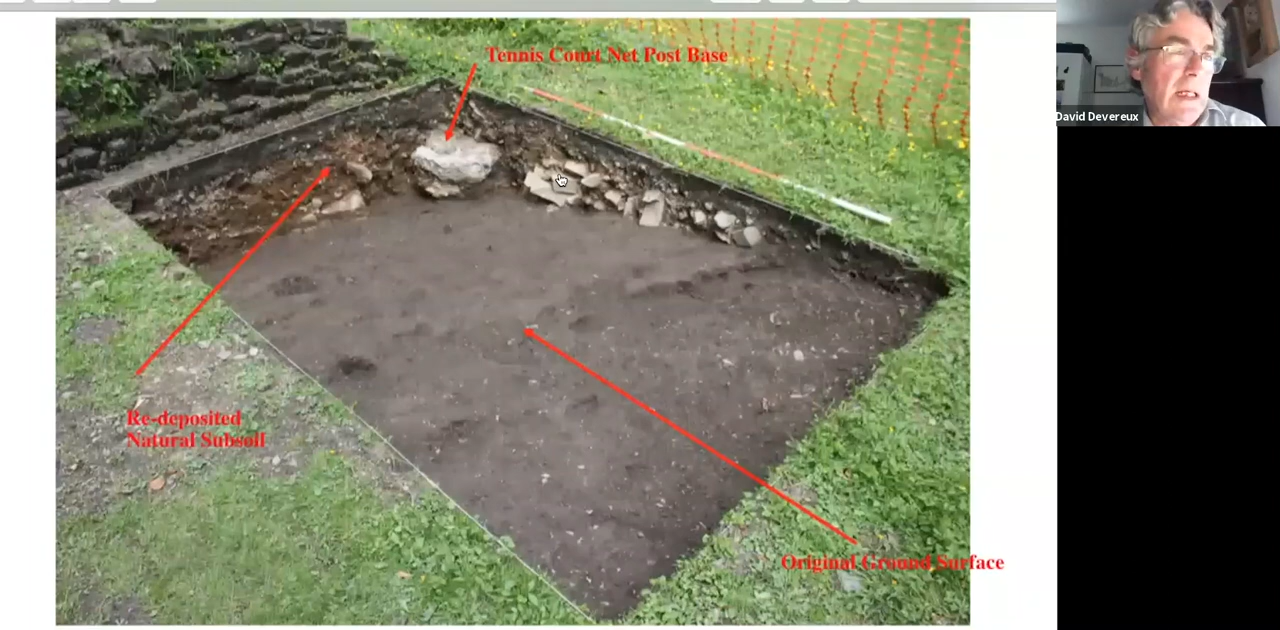 Tennis Court Net Post Base
David Devereux
Re-deposited
Natural Subsoil
Original Ground Surface